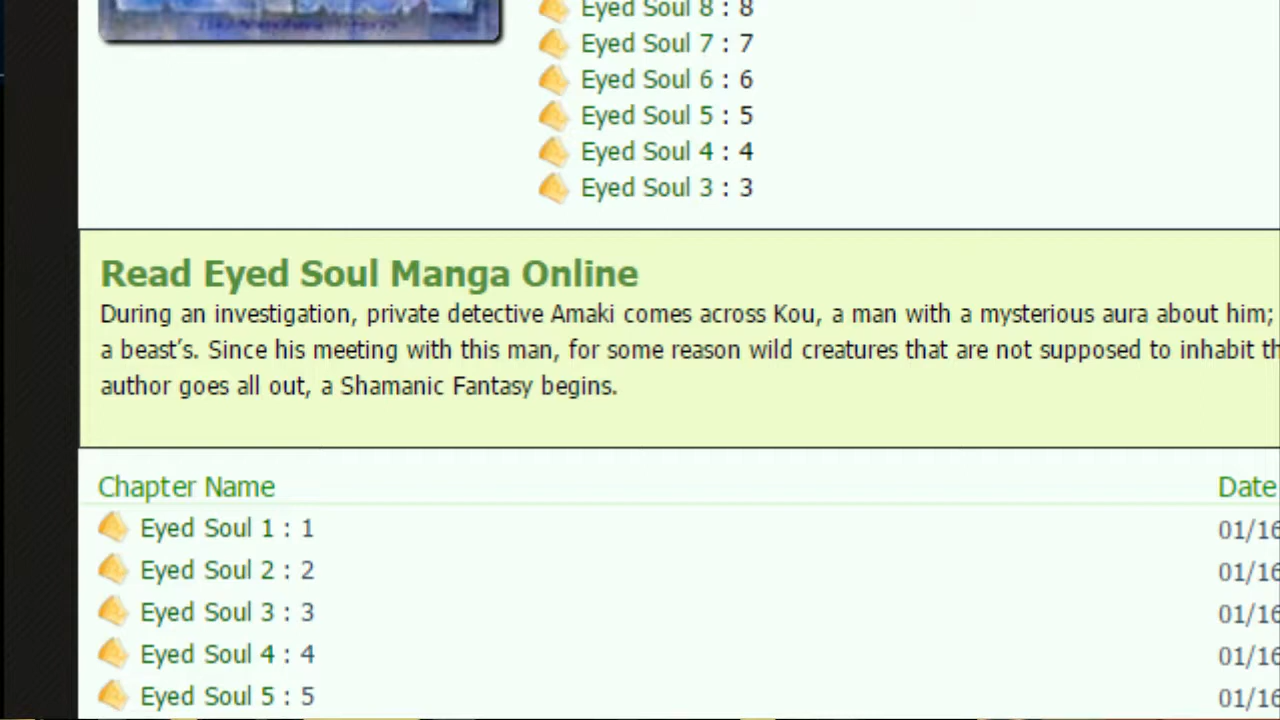 Eyed Soul 8 : 8
Eyed Soul 7 : 7
Eyed Soul 6 : 6
Eyed Soul 5 : 5
Eyed Soul 4 : 4
Eyed Soul 3 : 3
Read Eyed Soul Manga Online
During an investigation, private detective Amaki comes across Kou, a man with a mysterious aura about him;
a beast's. Since his meeting with this man, for some reason wild creatures that are not supposed to inhabit th
author goes all out, a Shamanic Fantasy begins.
Chapter Name Date
Eyed Soul 1 : 1 01/16
Eyed Soul 2 : 2 01/16
Eyed Soul 3 : 3 01/16
Eyed Soul 4 : 4 01/16
Eyed Soul 5 : 5 01/16